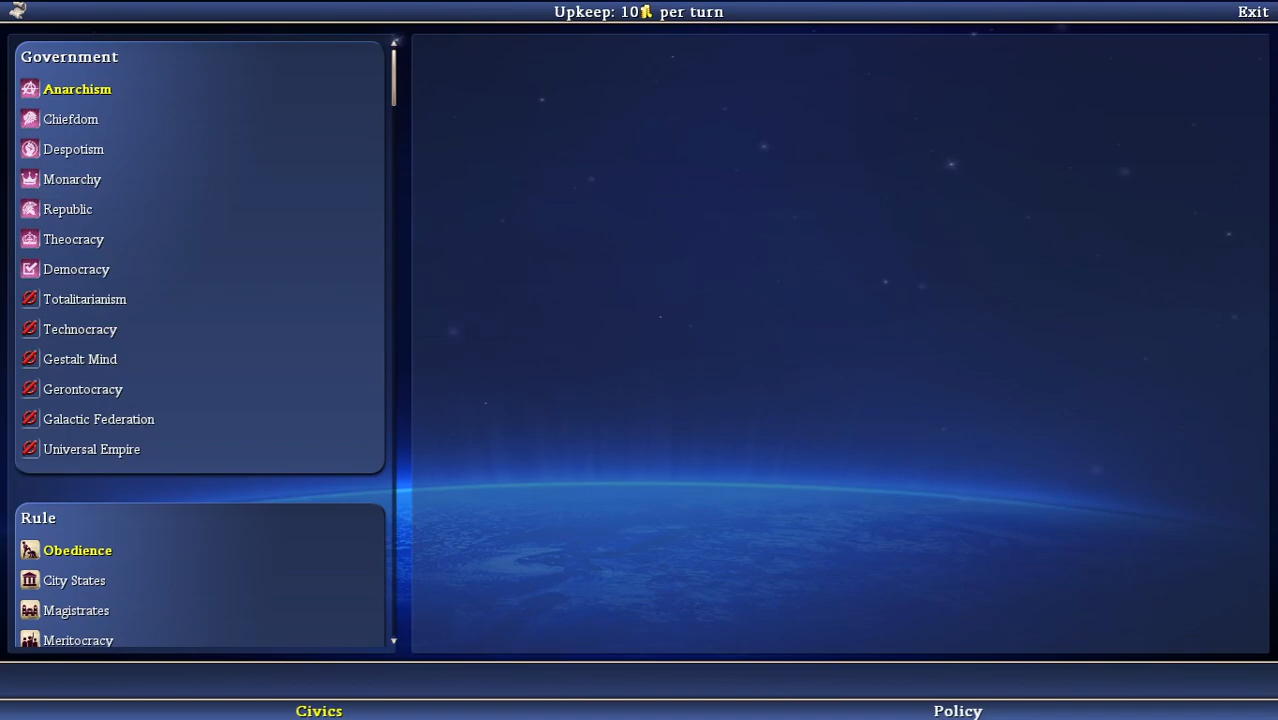 Upkeep: 10 per turn
Exit
Government
Anarchism
Chiefdom
Despotism
Monarchy
Republic
Theocracy
Democracy
Totalitarianism
Technocracy
Gestalt Mind
Gerontocracy
Galactic Federation
Universal Empire
Rule
Obedience
City States
Magistrates
Meritocracy
Civics
Policy